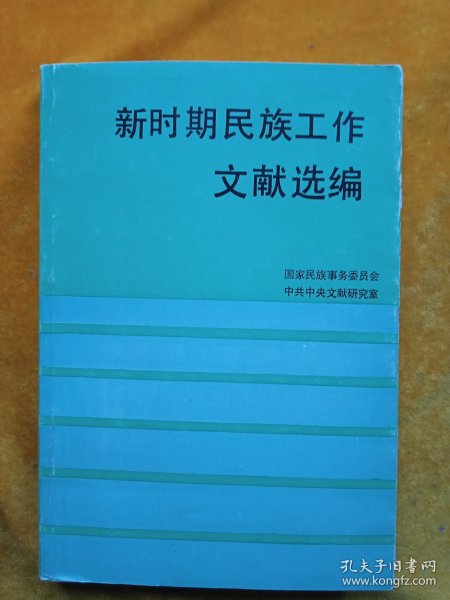 新时期民族工作
文献选编
国家民族事务委员会
中共中央文献研究室
孔夫子旧书网
www.kongfz.com